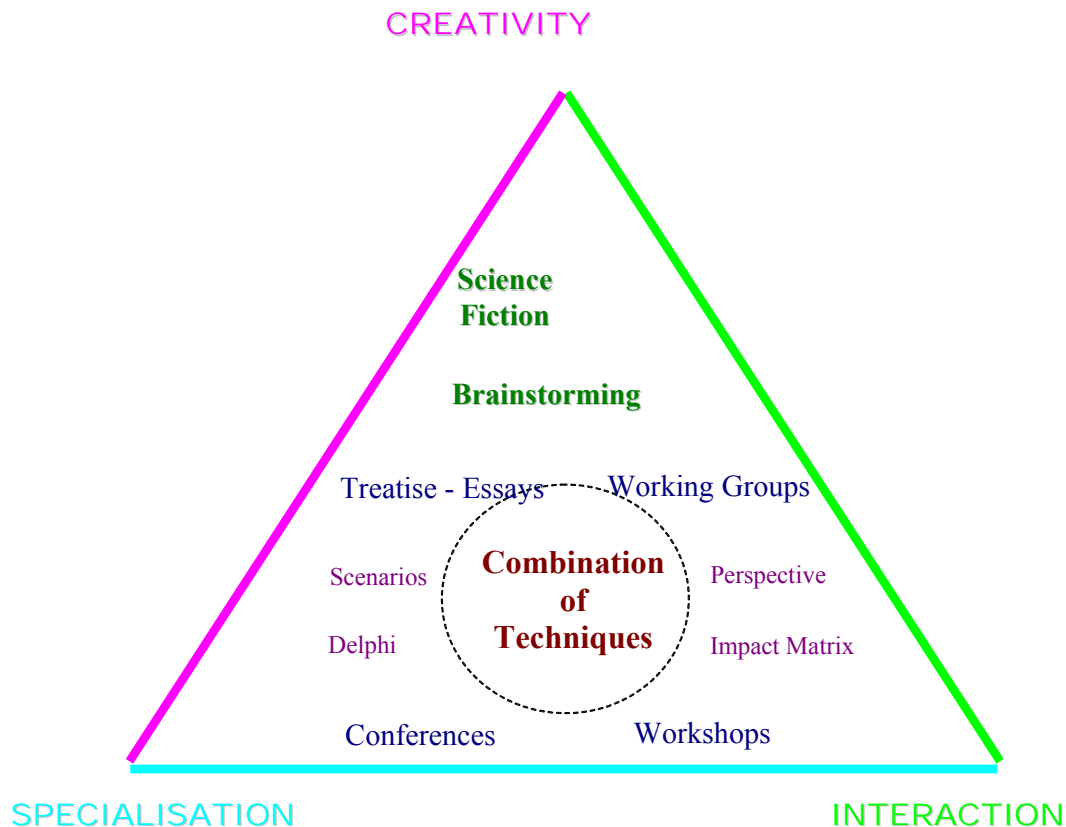 CREATIVITY
Science
Fiction
Brainstorming
Treatise - Essays
Working Groups
Combination
of
Techniques
Scenarios
Perspective
Delphi
Impact Matrix
Conferences
Workshops
SPECIALISATION
INTERACTION